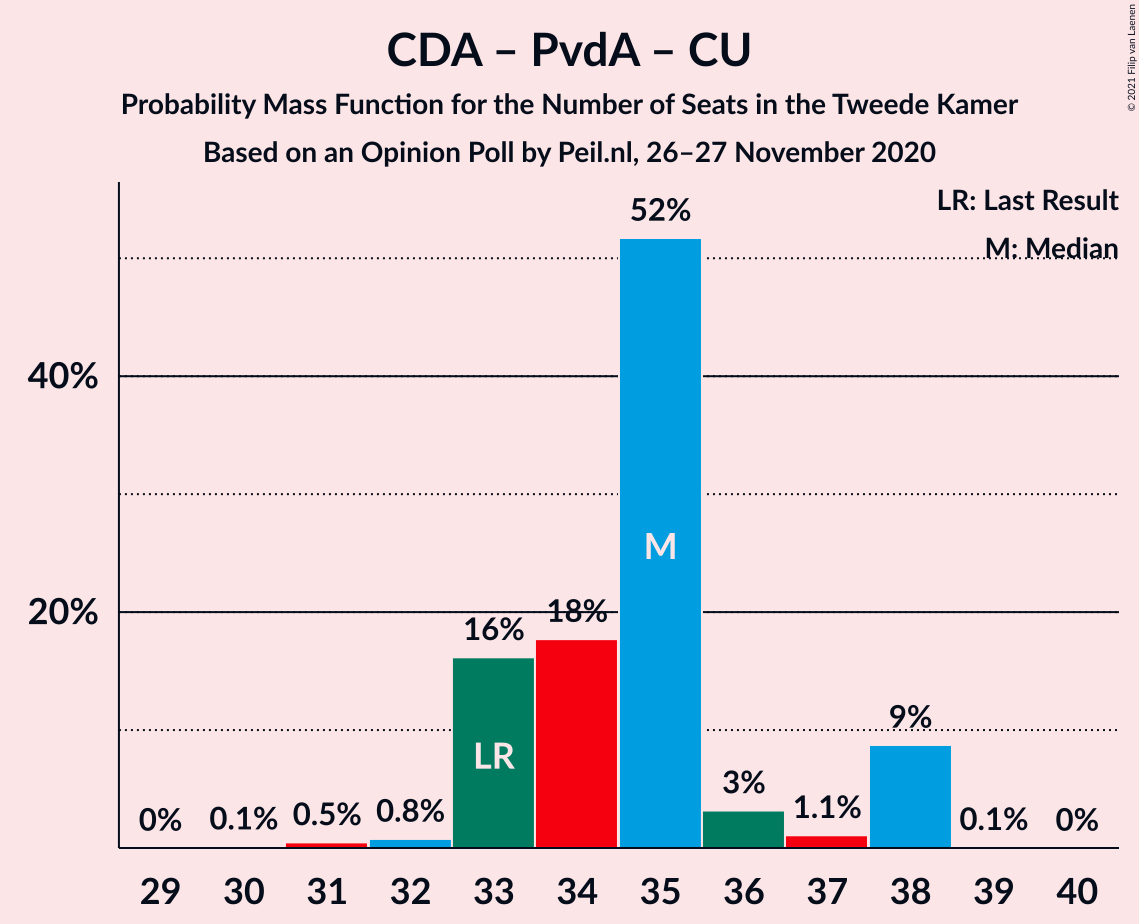 CDA – PvdA – CU
Probability Mass Function for the Number of Seats in the Tweede Kamer
Based on an Opinion Poll by Peil.nl, 26–27 November 2020
© 2021 Filip van Laenen
LR: Last Result
M: Median
52%
40%
M
20%
16%
18%
LR
9%
3%
0%
0.1%
0.5%
0.8%
1.1%
0.1%
0%
29 30 31 32 33 34 35 36 37 38 39 40